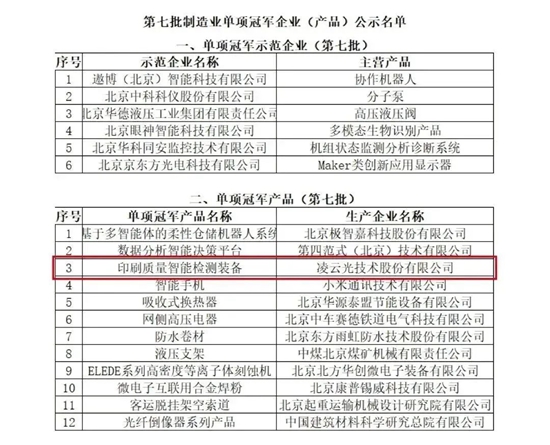 第七批制造业单项冠军企业（产品）公示名单
一、单项冠军示范企业（第七批）
序号 示范企业名称 主营产品
1 遨博（北京）智能科技有限公司 协作机器人
2 北京中科科仪股份有限公司 分子泵
3 北京华德液压工业集团有限责任公司 高压液压阀
4 北京眼神智能科技有限公司 多模态生物识别产品
5 北京华科同安监控技术有限公司 机组状态监测分析诊断系统
6 北京京东方光电科技有限公司 Maker类创新应用显示器
二、单项冠军产品（第七批）
序号 单项冠军产品名称 生产企业名称
1 基于多智能体的柔性仓储机器人系统 北京极智嘉科技股份有限公司
2 数据分析智能决策平台 第四范式（北京）技术有限公司
3 印刷质量智能检测装备 凌云光技术股份有限公司
4 智能手机 小米通讯技术有限公司
5 吸收式换热器 北京华源泰盟节能设备有限公司
6 网侧高压电器 北京中车赛德铁道电气科技有限公司
7 防水卷材 北京东方雨虹防水技术股份有限公司
8 液压支架 中煤北京煤矿机械有限责任公司
9 ELEDE系列高密度等离子体刻蚀机 北京北方华创微电子装备有限公司
10 微电子互联用合金焊粉 北京康普锡威科技有限公司
11 客运脱挂架空索道 北京起重运输机械设计研究院有限公司
12 光纤倒像器系列产品 中国建筑材料科学研究总院有限公司